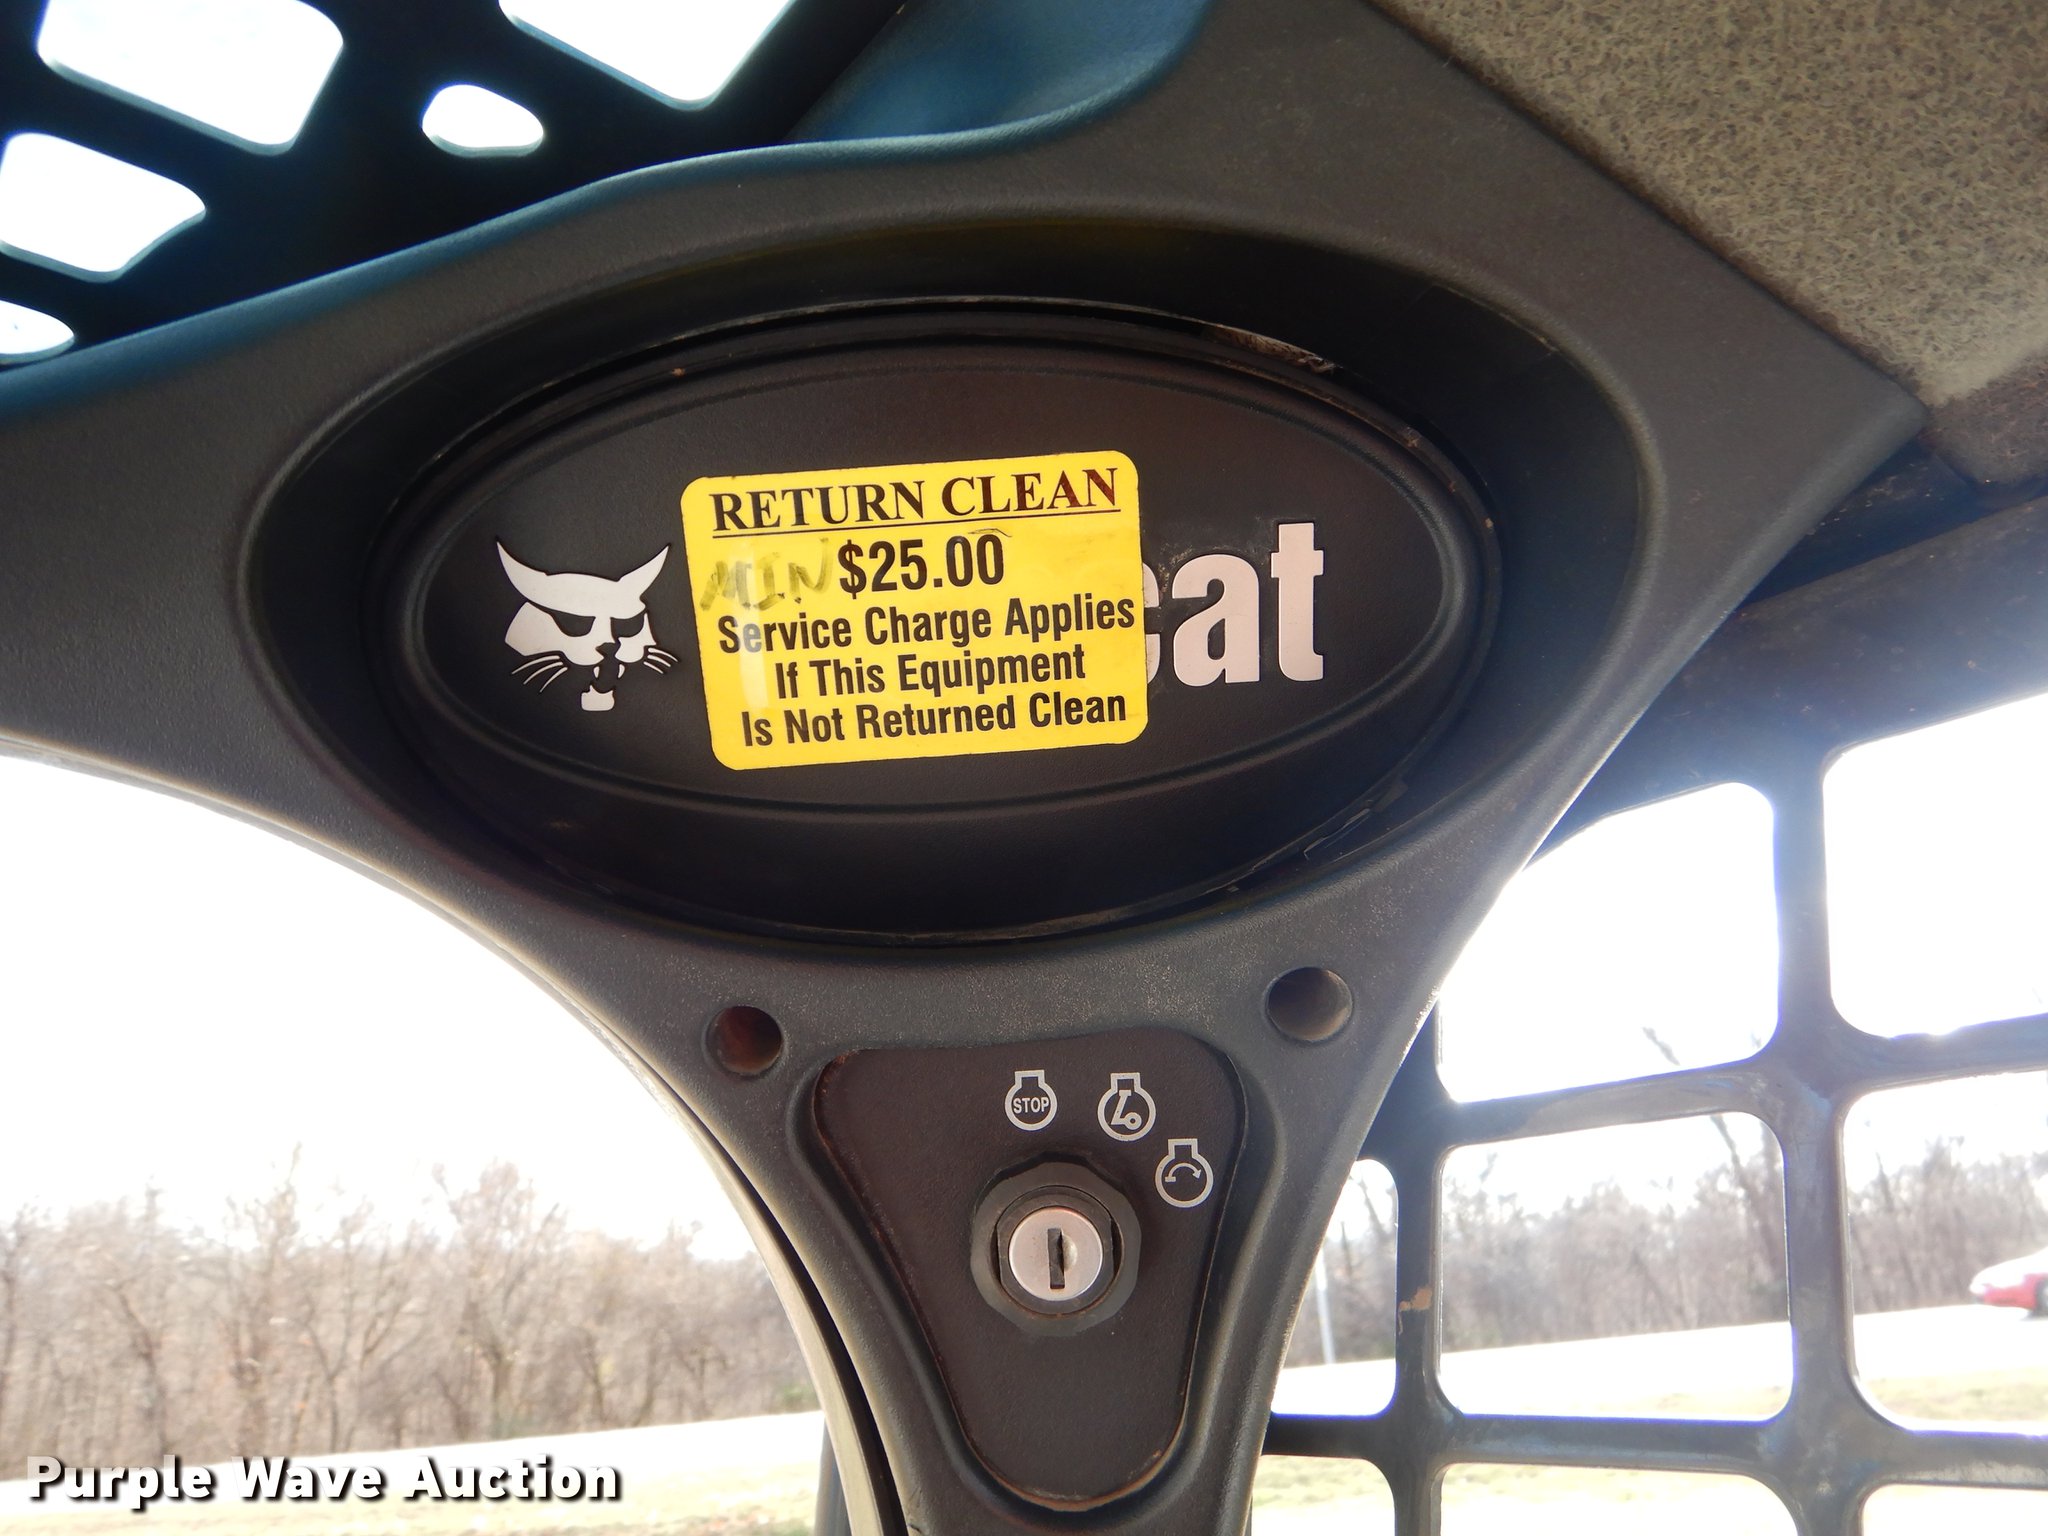 RETURN CLEAN
MIN $25.00
Service Charge Applies
If This Equipment
Is Not Returned Clean
cat
STOP
Purple Wave Auction